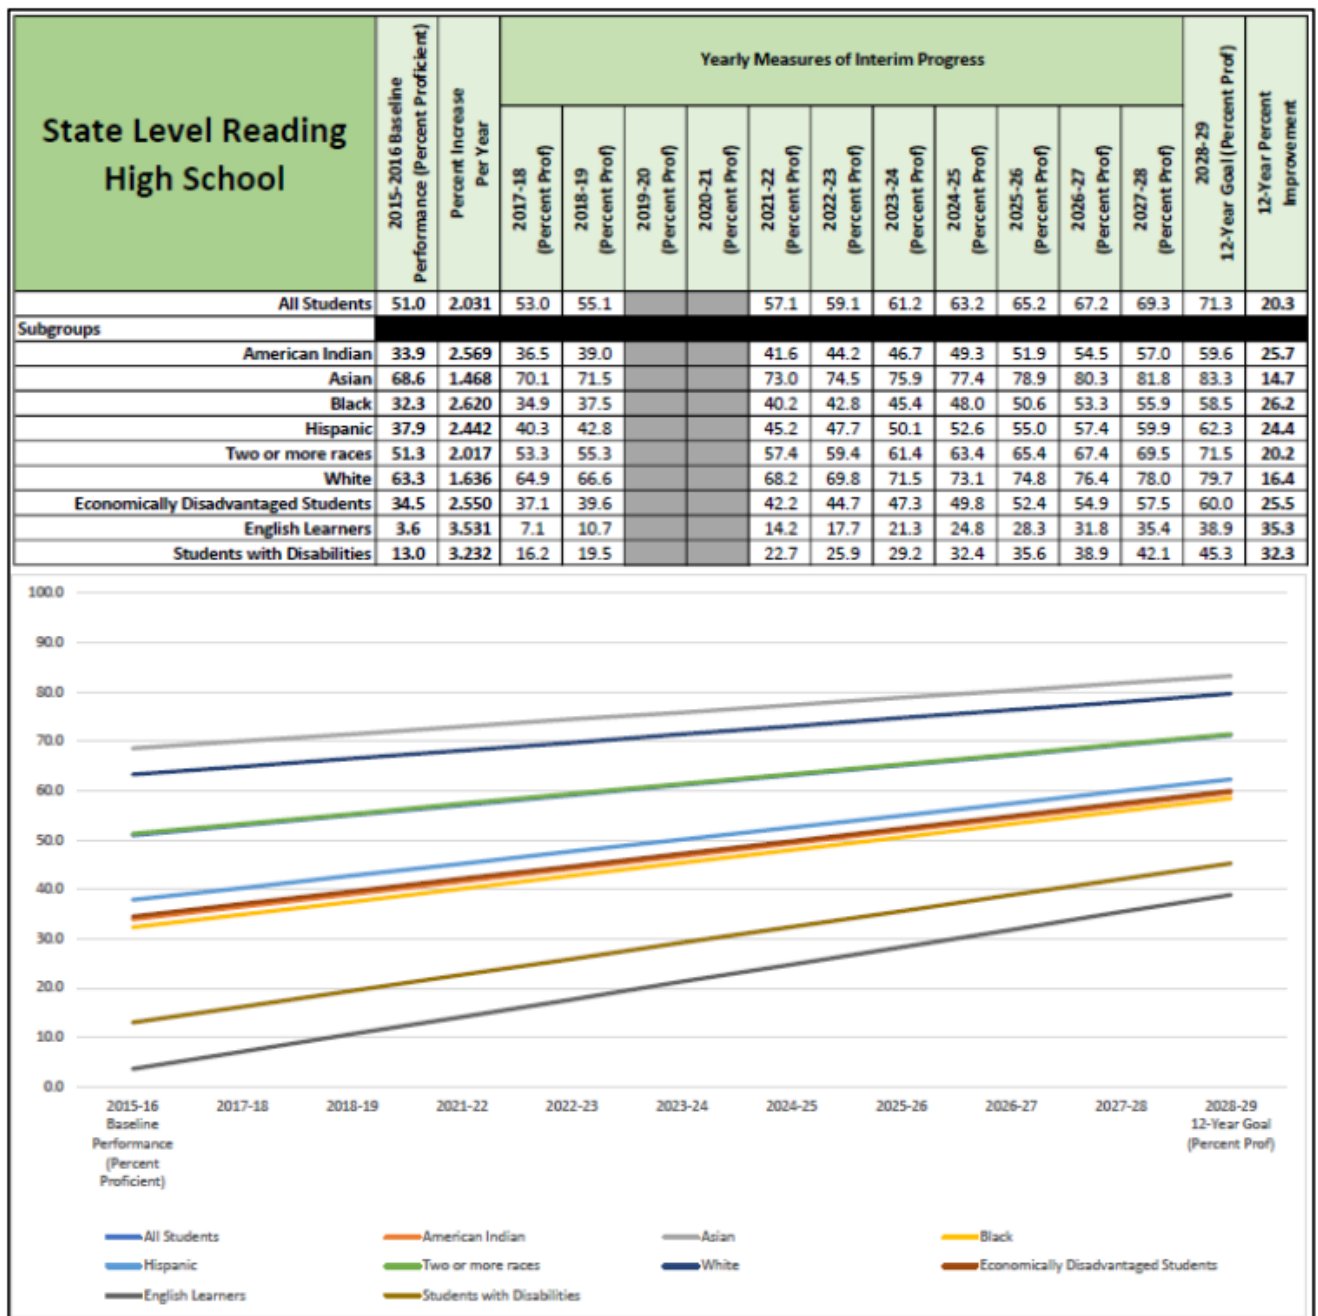 State Level Reading
High School
2015-2016 Baseline
Performance (Percent Proficient)
Percent Increase
Per Year
Yearly Measures of Interim Progress
2017-18
(Percent Prof)
2018-19
(Percent Prof)
2019-20
(Percent Prof)
2020-21
(Percent Prof)
2021-22
(Percent Prof)
2022-23
(Percent Prof)
2023-24
(Percent Prof)
2024-25
(Percent Prof)
2025-26
(Percent Prof)
2026-27
(Percent Prof)
2027-28
(Percent Prof)
2028-29
12-Year Goal (Percent Prof)
12-Year Percent
Improvement
All Students 51.0 2.031 53.0 55.1 57.1 59.1 61.2 63.2 65.2 67.2 69.3 71.3 20.3
Subgroups
American Indian 33.9 2.569 36.5 39.0 41.6 44.2 46.7 49.3 51.9 54.5 57.0 59.6 25.7
Asian 68.6 1.468 70.1 71.5 73.0 74.5 75.9 77.4 78.9 80.3 81.8 83.3 14.7
Black 32.3 2.620 34.9 37.5 40.2 42.8 45.4 48.0 50.6 53.3 55.9 58.5 26.2
Hispanic 37.9 2.442 40.3 42.8 45.2 47.7 50.1 52.6 55.0 57.4 59.9 62.3 24.4
Two or more races 51.3 2.017 53.3 55.3 57.4 59.4 61.4 63.4 65.4 67.4 69.5 71.5 20.2
White 63.3 1.636 64.9 66.6 68.2 69.8 71.5 73.1 74.8 76.4 78.0 79.7 16.4
Economically Disadvantaged Students 34.5 2.550 37.1 39.6 42.2 44.7 47.3 49.8 52.4 54.9 57.5 60.0 25.5
English Learners 3.6 3.531 7.1 10.7 14.2 17.7 21.3 24.8 28.3 31.8 35.4 38.9 35.3
Students with Disabilities 13.0 3.232 16.2 19.5 22.7 25.9 29.2 32.4 35.6 38.9 42.1 45.3 32.3
100.0
90.0
80.0
70.0
60.0
50.0
40.0
30.0
20.0
10.0
0.0
2015-16 2017-18 2018-19 2021-22 2022-23 2023-24 2024-25 2025-26 2026-27 2027-28 2028-29
Baseline 12-Year Goal
Performance (Percent Prof)
(Percent
Proficient)
All Students American Indian Asian Black
Hispanic Two or more races White Economically Disadvantaged Students
English Learners Students with Disabilities